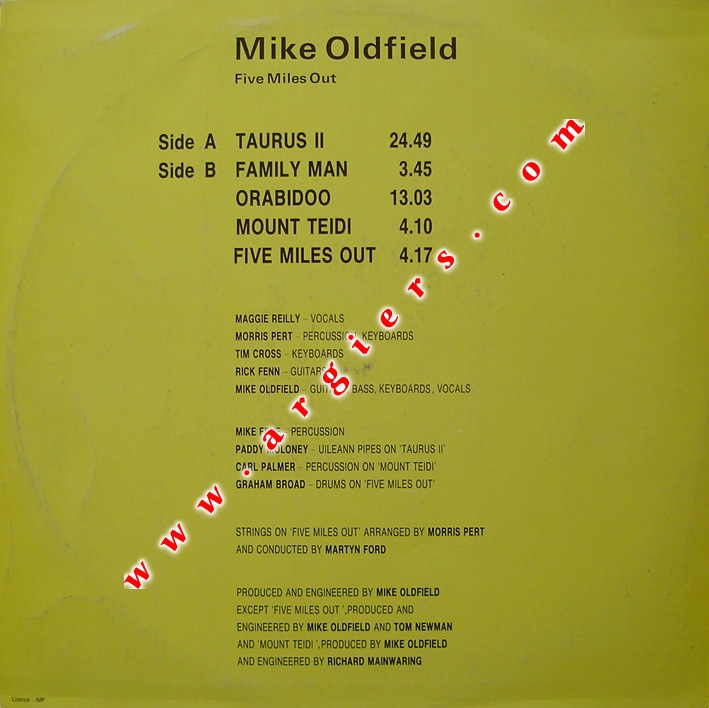 Mike Oldfield
Five Miles Out
Side A TAURUS II 24.49
Side B FAMILY MAN 3.45
ORABIDOO 13.03
MOUNT TEIDI 4.10
FIVE MILES OUT 4.17
MAGGIE REILLY – VOCALS
MORRIS PERT – PERCUSSION, KEYBOARDS
TIM CROSS – KEYBOARDS
RICK FENN – GUITARS
MIKE OLDFIELD – BASS, KEYBOARDS, VOCALS
MIKE – PERCUSSION
PADDY MOLONEY – UILEANN PIPES ON 'TAURUS II'
CARL PALMER – PERCUSSION ON 'MOUNT TEIDI'
GRAHAM BROAD – DRUMS ON 'FIVE MILES OUT'
STRINGS ON 'FIVE MILES OUT' ARRANGED BY MORRIS PERT
AND CONDUCTED BY MARTYN FORD
PRODUCED AND ENGINEERED BY MIKE OLDFIELD
EXCEPT 'FIVE MILES OUT',PRODUCED AND
ENGINEERED BY MIKE OLDFIELD AND TOM NEWMAN
AND 'MOUNT TEIDI',PRODUCED BY MIKE OLDFIELD
AND ENGINEERED BY RICHARD MAINWARING
www.argiers.com